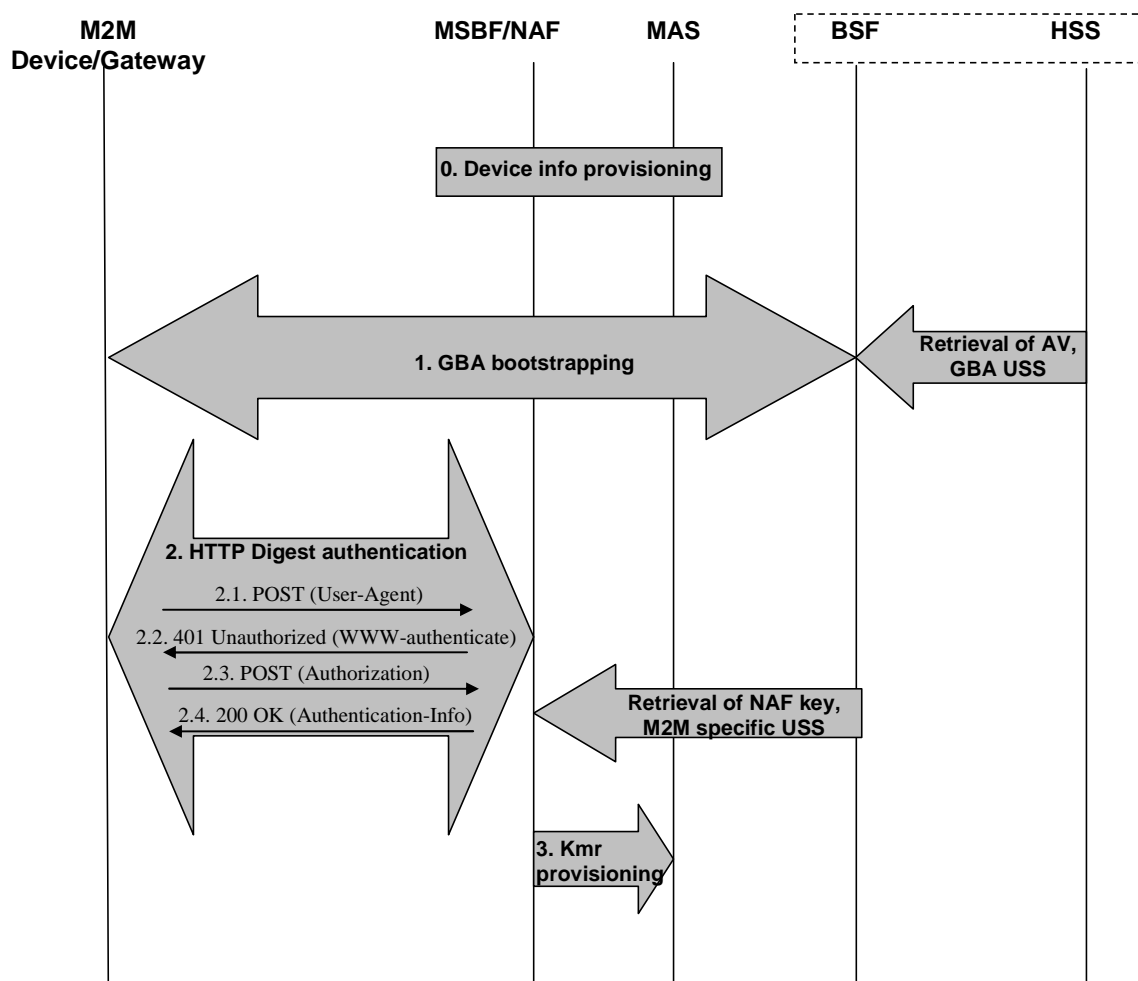 M2M
Device/Gateway
MSBF/NAF
MAS
BSF
HSS
0. Device info provisioning
1. GBA bootstrapping
Retrieval of AV,
GBA USS
2. HTTP Digest authentication
2.1. POST (User-Agent)
2.2. 401 Unauthorized (WWW-authenticate)
2.3. POST (Authorization)
2.4. 200 OK (Authentication-Info)
Retrieval of NAF key,
M2M specific USS
3. Kmr
provisioning